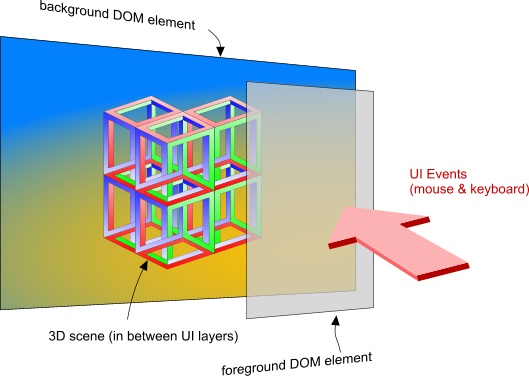 background DOM element
UI Events
(mouse & keyboard)
3D scene (in between UI layers)
foreground DOM element